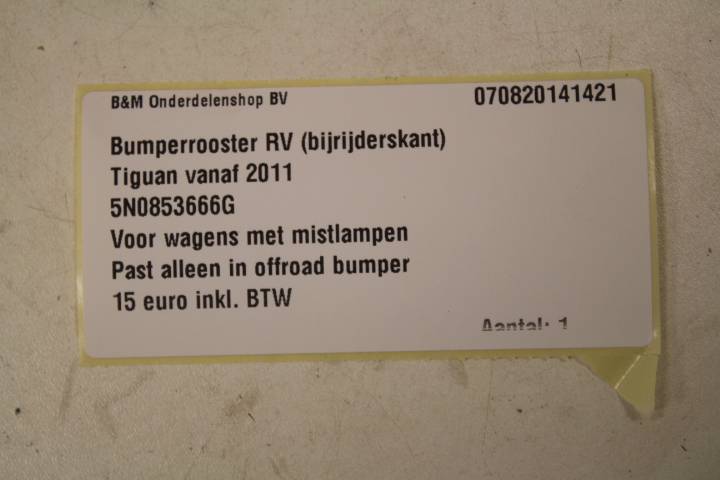 B&M Onderdelenshop BV 070820141421
Bumperrooster RV (bijrijderskant)
Tiguan vanaf 2011
5N0853666G
Voor wagens met mistlampen
Past alleen in offroad bumper
15 euro inkl. BTW
Aantal: 1